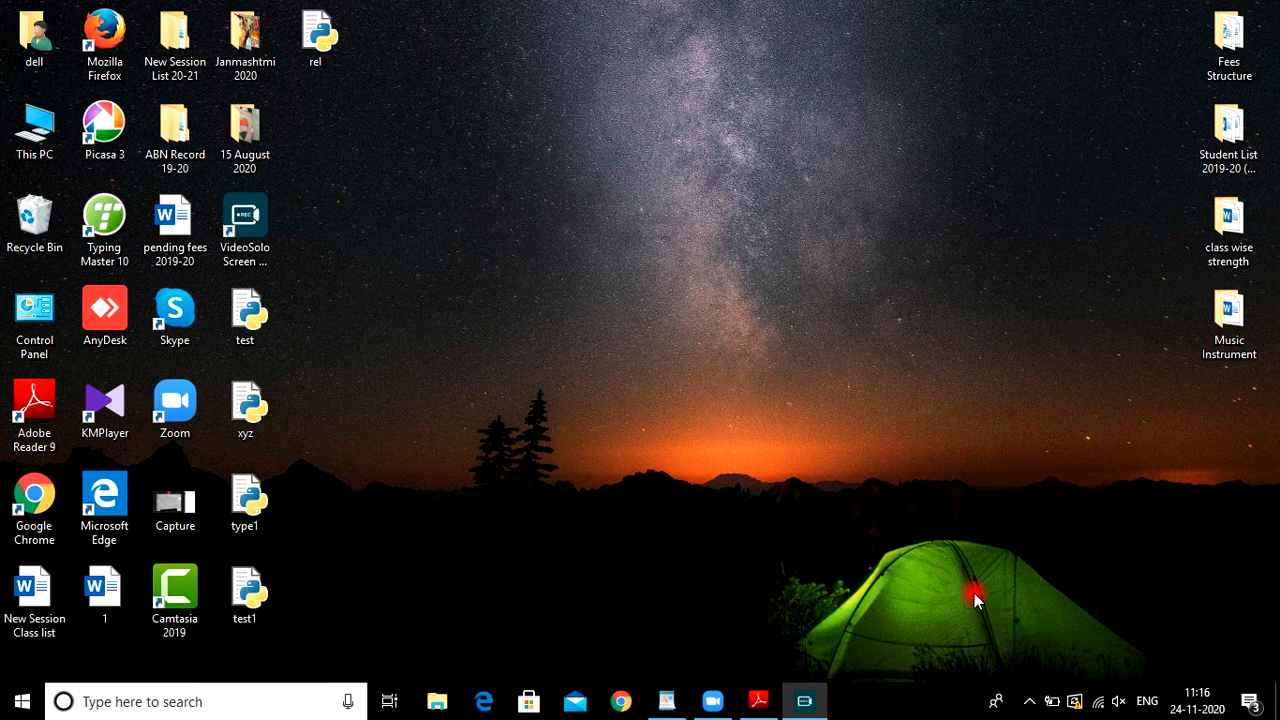 dell
Mozilla
Firefox
New Session
List 20-21
Janmashtmi
2020
rel
Fees
Structure
This PC
Picasa 3
ABN Record
19-20
15 August
2020
Student List
2019-20 (...
Recycle Bin
Typing
Master 10
pending fees
2019-20
REC
VideoSolo
Screen ...
class wise
strength
Control
Panel
AnyDesk
Skype
test
Music
Instrument
Adobe
Reader 9
KMPlayer
Zoom
xyz
Google
Chrome
Microsoft
Edge
Capture
type1
New Session
Class list
1
Camtasia
2019
test1
Type here to search
ENG
11:16
24-11-2020
3